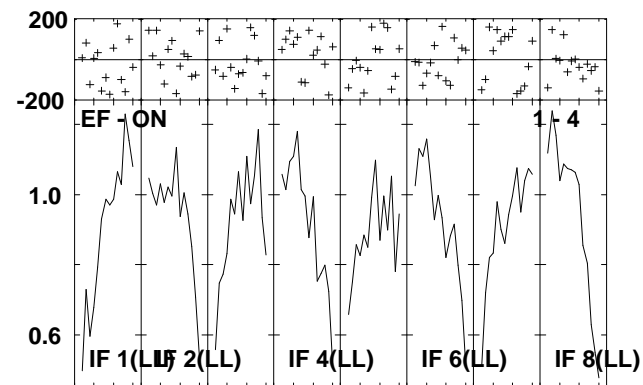 200
-200
EF - ON 1 - 4
1.0
0.6
IF 1(LL) IF 2(LL) IF 4(LL) IF 6(LL) IF 8(LL)